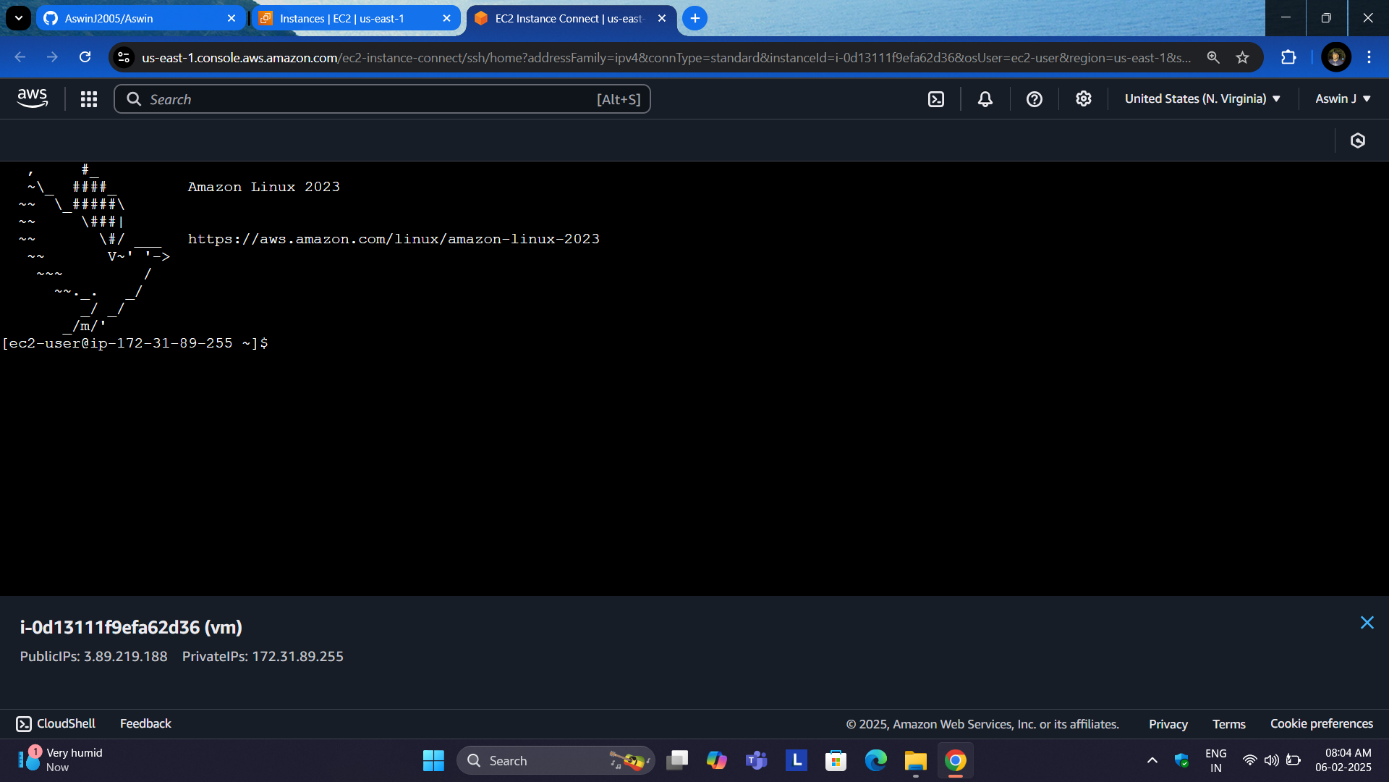 AswinJ2005/Aswin
Instances | EC2 | us-east-1
EC2 Instance Connect | us-east-
us-east-1.console.aws.amazon.com/ec2-instance-connect/ssh/home?addressFamily=ipv4&connType=standard&instanceId=i-0d13111f9efa62d36&osUser=ec2-user&region=us-east-1&s...
aws
Search
[Alt+S]
United States (N. Virginia)
Aswin J
   ,     #_
   ~\_  ####_        Amazon Linux 2023
  ~~  \_#####\
  ~~     \###|
  ~~       \#/ ___   https://aws.amazon.com/linux/amazon-linux-2023
   ~~       V~' '->
    ~~~         /
      ~~._.   _/
         _/ _/
       _/m/'
[ec2-user@ip-172-31-89-255 ~]$
i-0d13111f9efa62d36 (vm)
PublicIPs: 3.89.219.188 PrivateIPs: 172.31.89.255
CloudShell
Feedback
© 2025, Amazon Web Services, Inc. or its affiliates.
Privacy
Terms
Cookie preferences
1
Very humid
Now
Search
L
ENG
IN
08:04 AM
06-02-2025